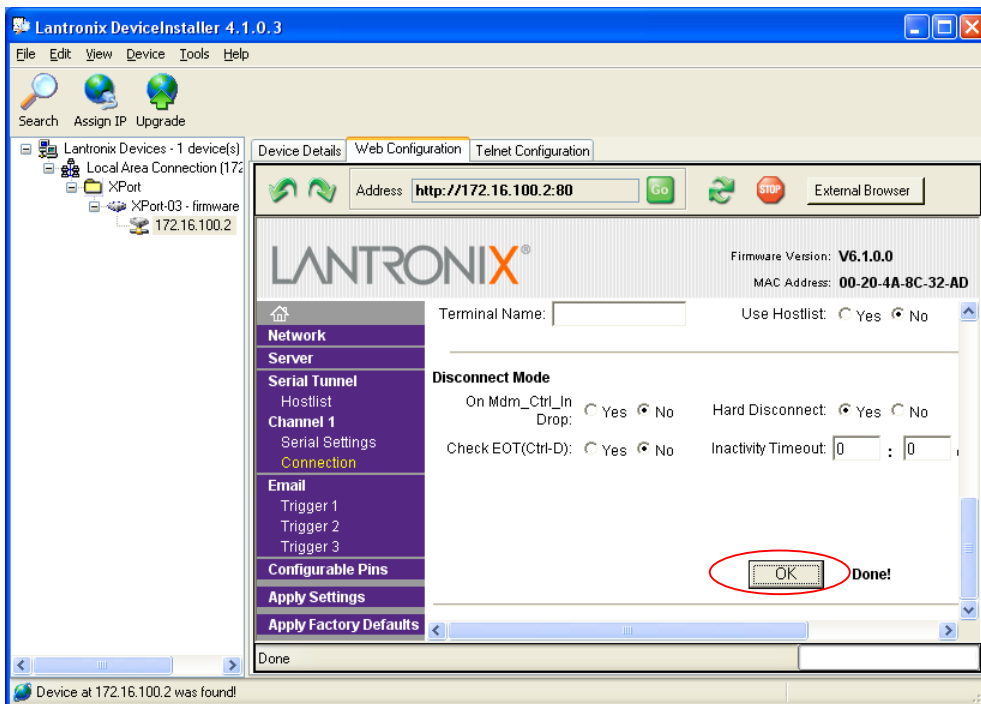 Lantronix DeviceInstaller 4.1.0.3
File Edit View Device Tools Help
Search Assign IP Upgrade
Lantronix Devices - 1 device(s)
Local Area Connection (172
XPort
XPort-03 - firmware
172.16.100.2
Device Details Web Configuration Telnet Configuration
Address http://172.16.100.2:80 Go STOP External Browser
LANTRONIX®
Firmware Version: V6.1.0.0
MAC Address: 00-20-4A-8C-32-AD
Network
Server
Serial Tunnel
Hostlist
Channel 1
Serial Settings
Connection
Email
Trigger 1
Trigger 2
Trigger 3
Configurable Pins
Apply Settings
Apply Factory Defaults
Terminal Name: Use Hostlist: Yes No
Disconnect Mode
On Mdm_Ctrl_In
Drop: Yes No Hard Disconnect: Yes No
Check EOT(Ctrl-D): Yes No Inactivity Timeout: 0 : 0
OK Done!
Done
Device at 172.16.100.2 was found!